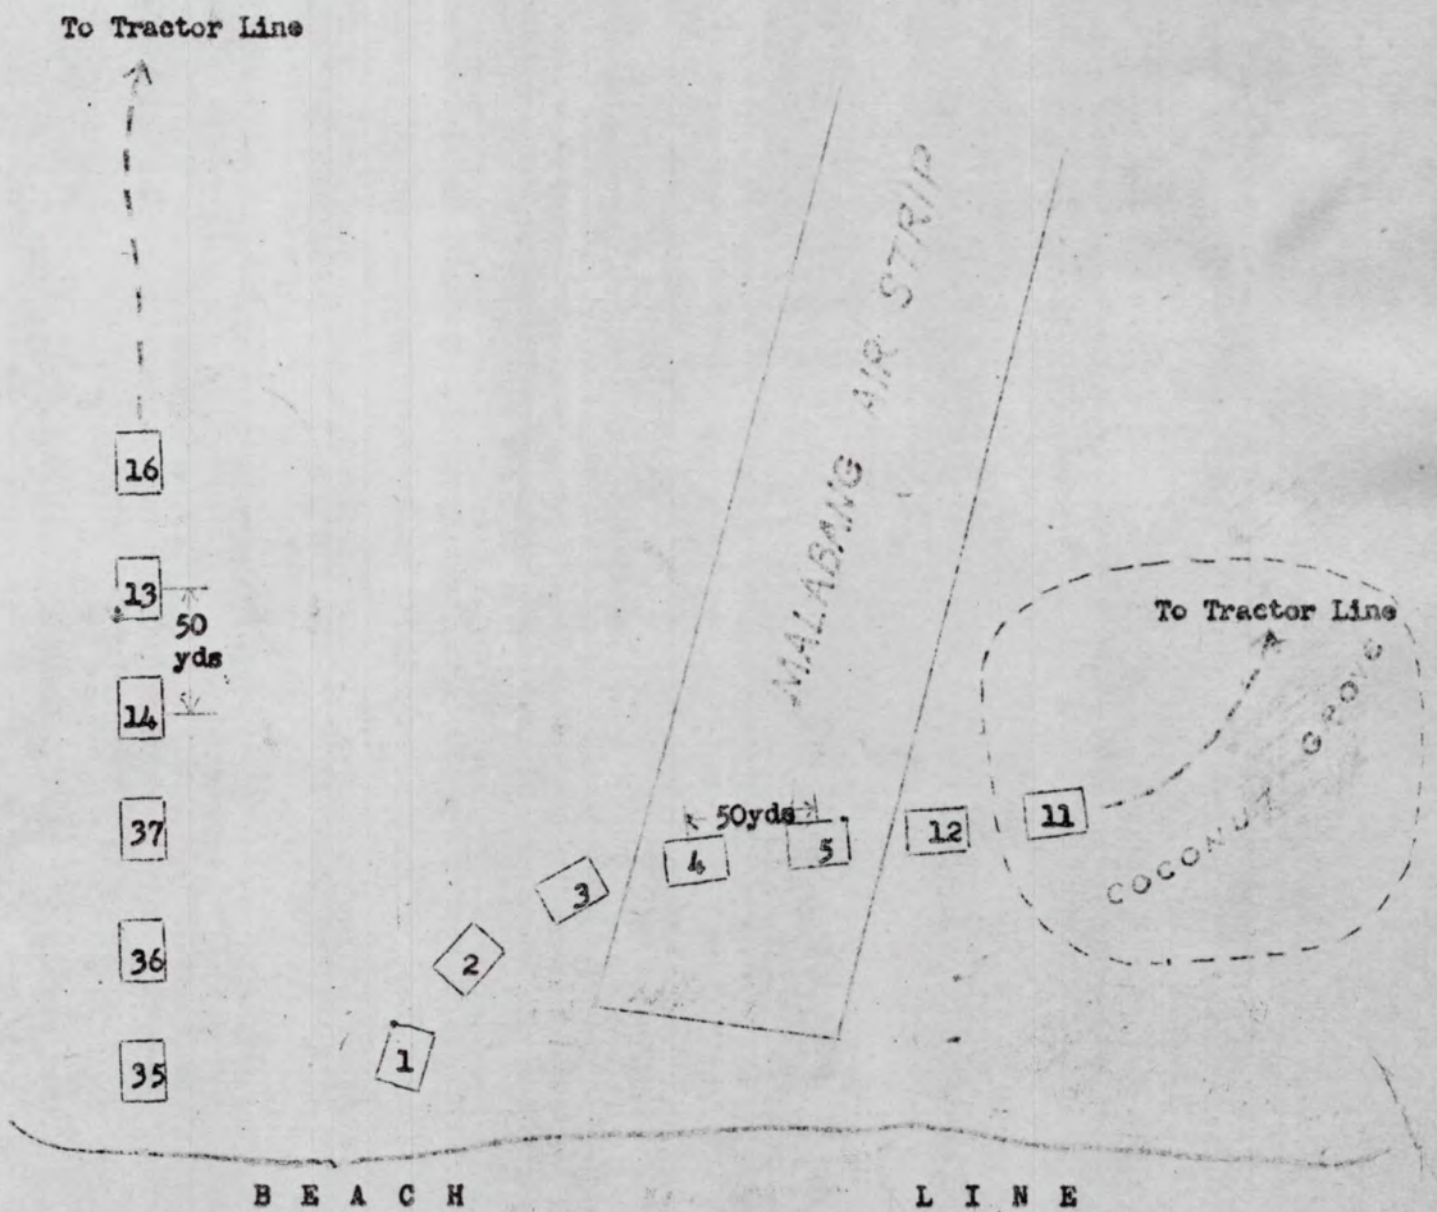 To Tractor Line
MALABANG AIR STRIP
16
13
50
yds
14
To Tractor Line
COCONUT GROVE
37
50yds
4
5
12
11
3
36
2
35
1
BEACH LINE